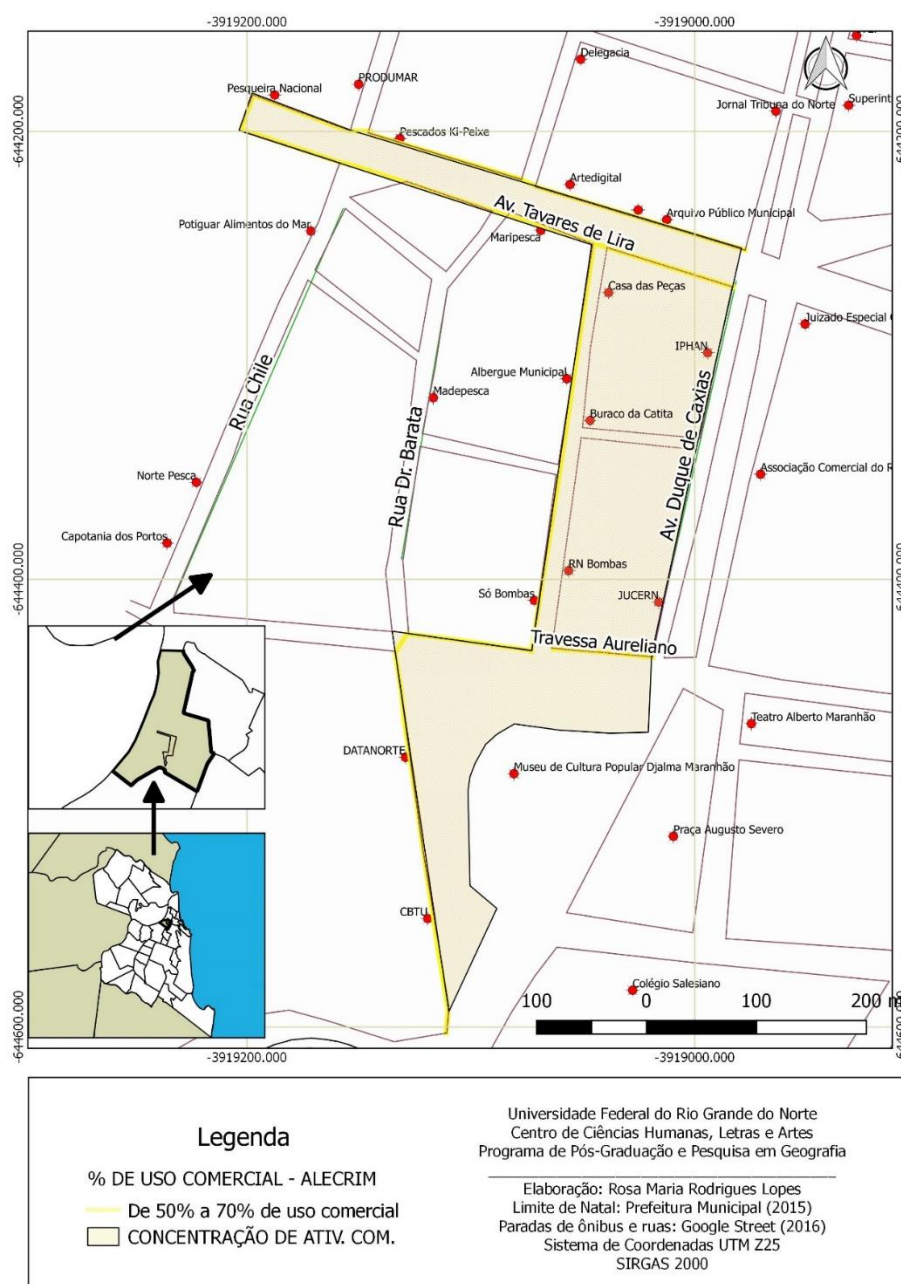 -3919200.000
-3919000.000
Delegacia
PRODUMAR
Pesqueira Nacional
Superint
Jornal Tribuna do Norte
-644200.000
-644200.000
Pescados Ki-Peixe
Artedigital
Av. Tavares de Lira
Arquivo Público Municipal
Potiguar Alimentos do Mar
Maripesca
Casa das Peças
Juizado Especial
IPHAN
Rua Chile
Albergue Municipal
Madepesca
Buraco da Catita
Av. Duque de Caxias
Rua Dr. Barata
Associação Comercial do R
Norte Pesca
Capotania dos Portos
RN Bombas
-644400.000
-644400.000
Só Bombas
JUCERN
Travessa Aureliano
Teatro Alberto Maranhão
DATANORTE
Museu de Cultura Popular Djalma Maranhão
Praça Augusto Severo
CBTU
Colégio Salesiano
100 0 100 200 m
-644600.000
-644600.000
-3919200.000
-3919000.000
Legenda
% DE USO COMERCIAL - ALECRIM
De 50% a 70% de uso comercial
CONCENTRAÇÃO DE ATIV. COM.
Universidade Federal do Rio Grande do Norte
Centro de Ciências Humanas, Letras e Artes
Programa de Pós-Graduação e Pesquisa em Geografia
Elaboração: Rosa Maria Rodrigues Lopes
Limite de Natal: Prefeitura Municipal (2015)
Paradas de ônibus e ruas: Google Street (2016)
Sistema de Coordenadas UTM Z25
SIRGAS 2000